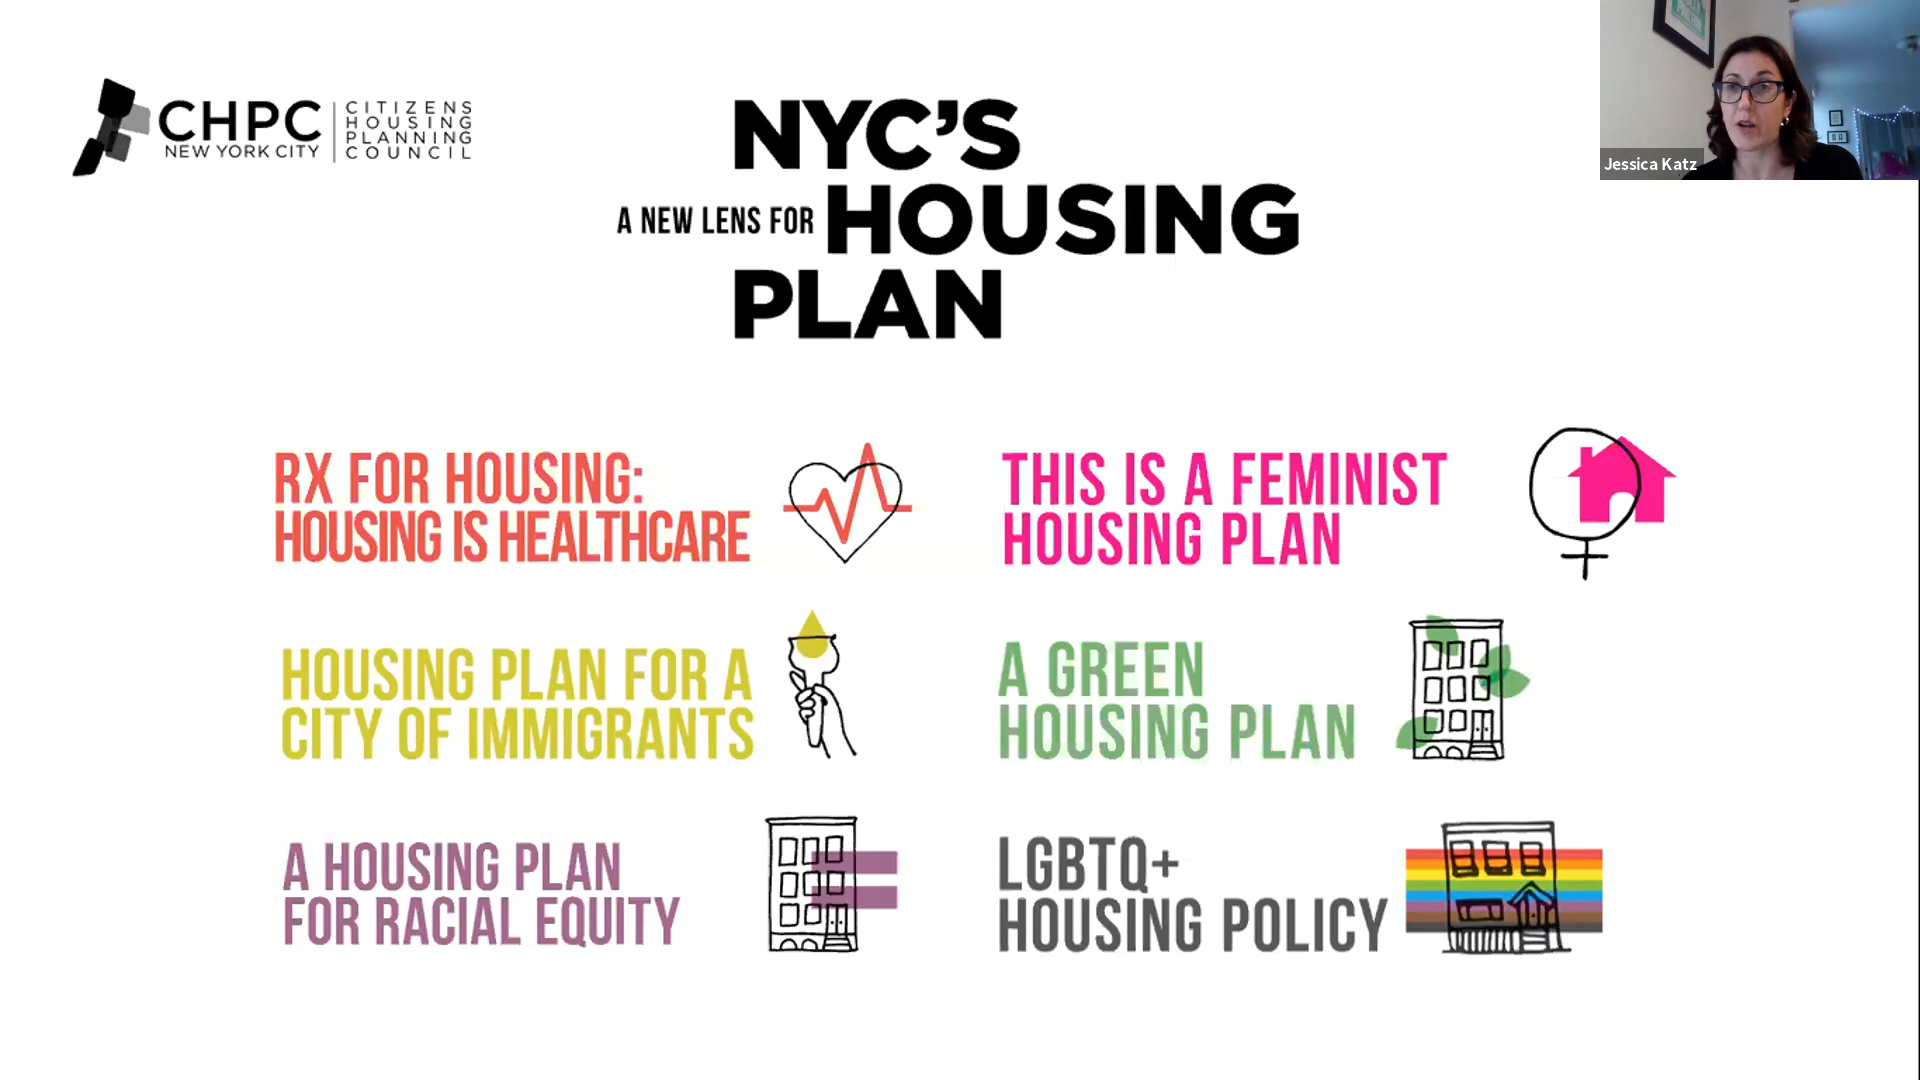 CHPC
NEW YORK CITY
CITIZENS
HOUSING
PLANNING
COUNCIL
NYC'S
A NEW LENS FOR HOUSING
PLAN
Jessica Katz
RX FOR HOUSING:
HOUSING IS HEALTHCARE
THIS IS A FEMINIST
HOUSING PLAN
HOUSING PLAN FOR A
CITY OF IMMIGRANTS
A GREEN
HOUSING PLAN
A HOUSING PLAN
FOR RACIAL EQUITY
LGBTQ+
HOUSING POLICY